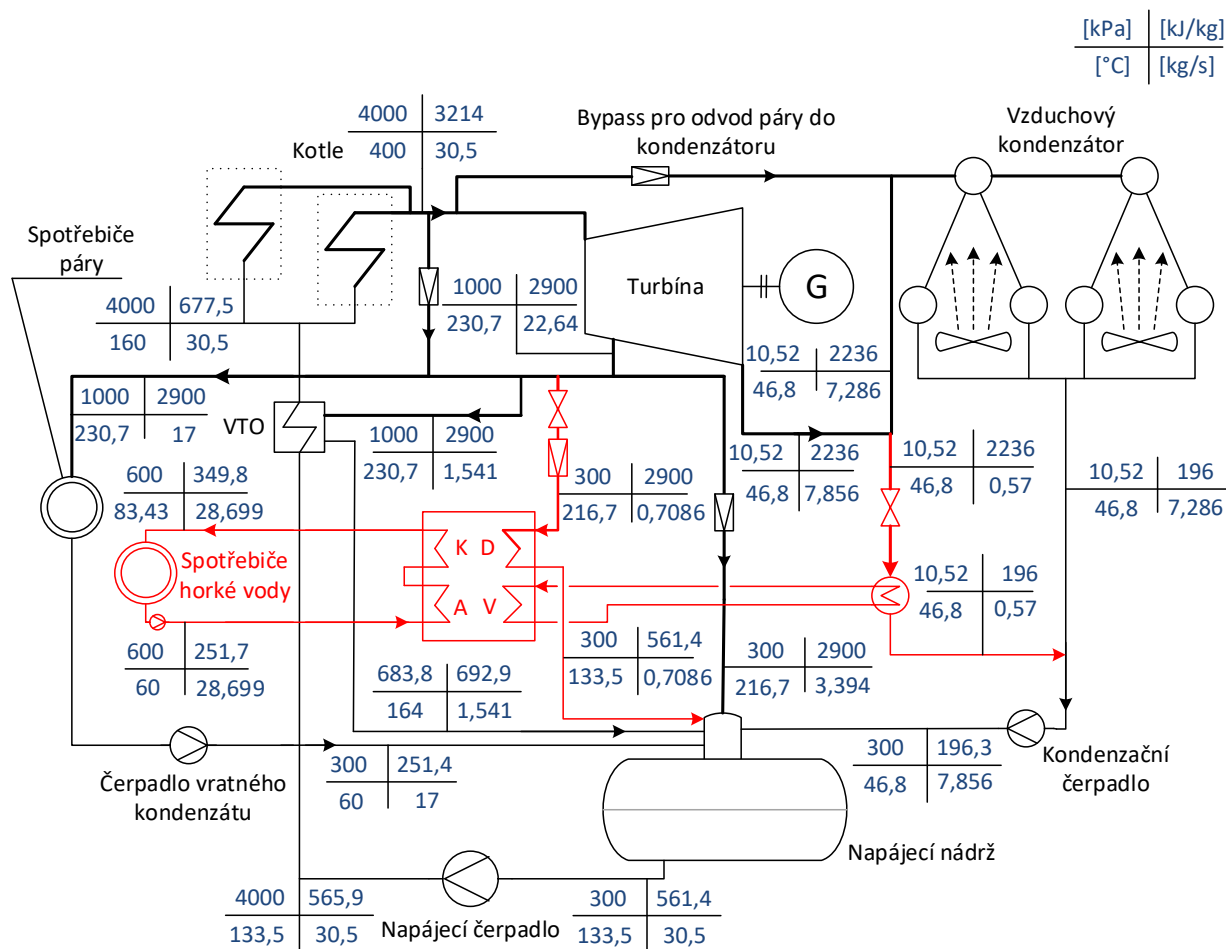 [kPa] [kJ/kg]
[°C] [kg/s]
4000 3214
400 30,5
Kotle
Bypass pro odvod páry do
kondenzátoru
Vzduchový
kondenzátor
Spotřebiče
páry
4000 677,5
160 30,5
1000 2900
230,7 22,64
Turbína
G
10,52 2236
46,8 7,286
1000 2900
230,7 17
VTO
1000 2900
230,7 1,541
10,52 2236
46,8 7,856
10,52 2236
46,8 0,57
10,52 196
46,8 7,286
600 349,8
83,43 28,699
300 2900
216,7 0,7086
Spotřebiče
horké vody
K D
A V
10,52 196
46,8 0,57
600 251,7
60 28,699
300 561,4
133,5 0,7086
300 2900
216,7 3,394
683,8 692,9
164 1,541
Čerpadlo vratného
kondenzátu
300 251,4
60 17
300 196,3
46,8 7,856
Kondenzační
čerpadlo
Napájecí nádrž
4000 565,9
133,5 30,5
Napájecí čerpadlo
300 561,4
133,5 30,5